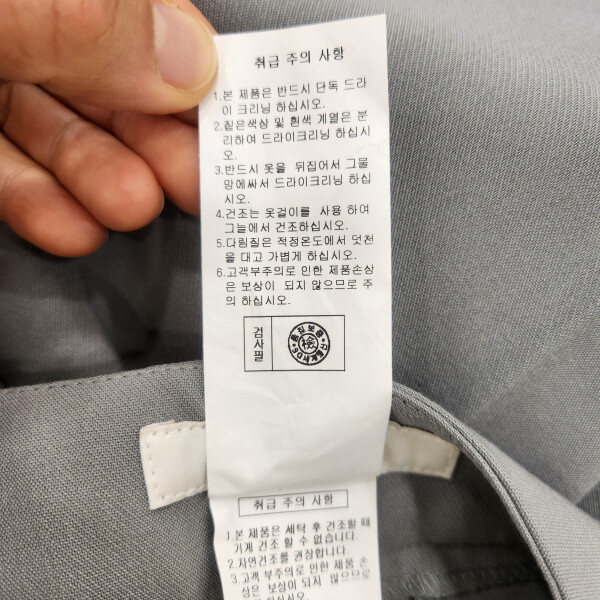 취급 주의 사항
1.본 제품은 반드시 단독 드라
이 크리닝 하십시오.
2.짙은색상 및 흰색 계열은 분
리하여 드라이크리닝 하십시
오.
3.반드시 옷을 뒤집어서 그물
망에싸서 드라이크리닝 하십
시오.
4.건조는 옷걸이를 사용 하여
그늘에서 건조하십시오.
5.다림질은 적정온도에서 덧천
을 대고 가볍게 하십시오.
6.고객부주의로 인한 제품손상
은 보상이 되지 않으므로 주
의 하십시오.
검사필
檢
취급 주의 사항
1.본 제품은 세탁 후 건조할 때
기계 건조 할 수 없습니다.
2.자연건조를 권장합니다.
3.고객 부주의로 인한 제품 손
상은 보상이 되지 않으므로
하십시오.